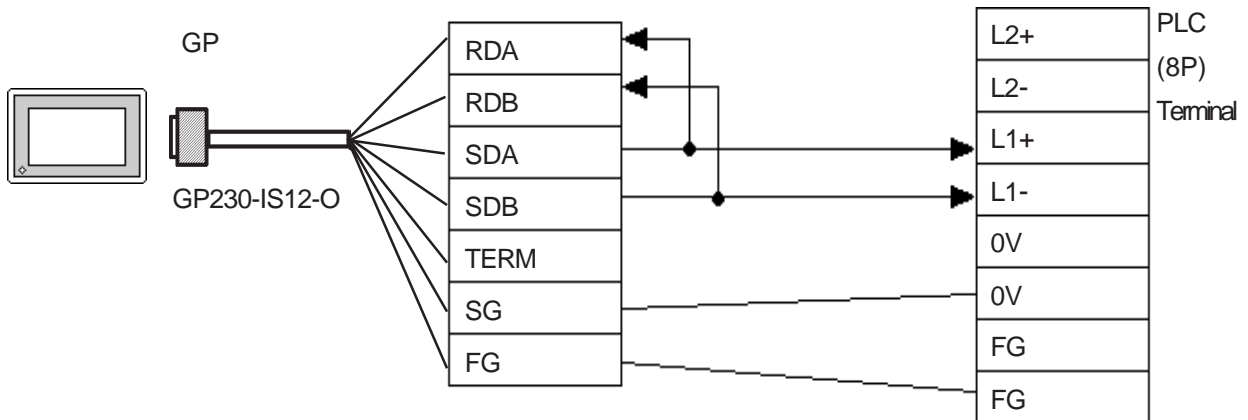 GP
GP230-IS12-O
RDA
RDB
SDA
SDB
TERM
SG
FG
L2+
L2-
L1+
L1-
0V
0V
FG
FG
PLC
(8P)
Terminal